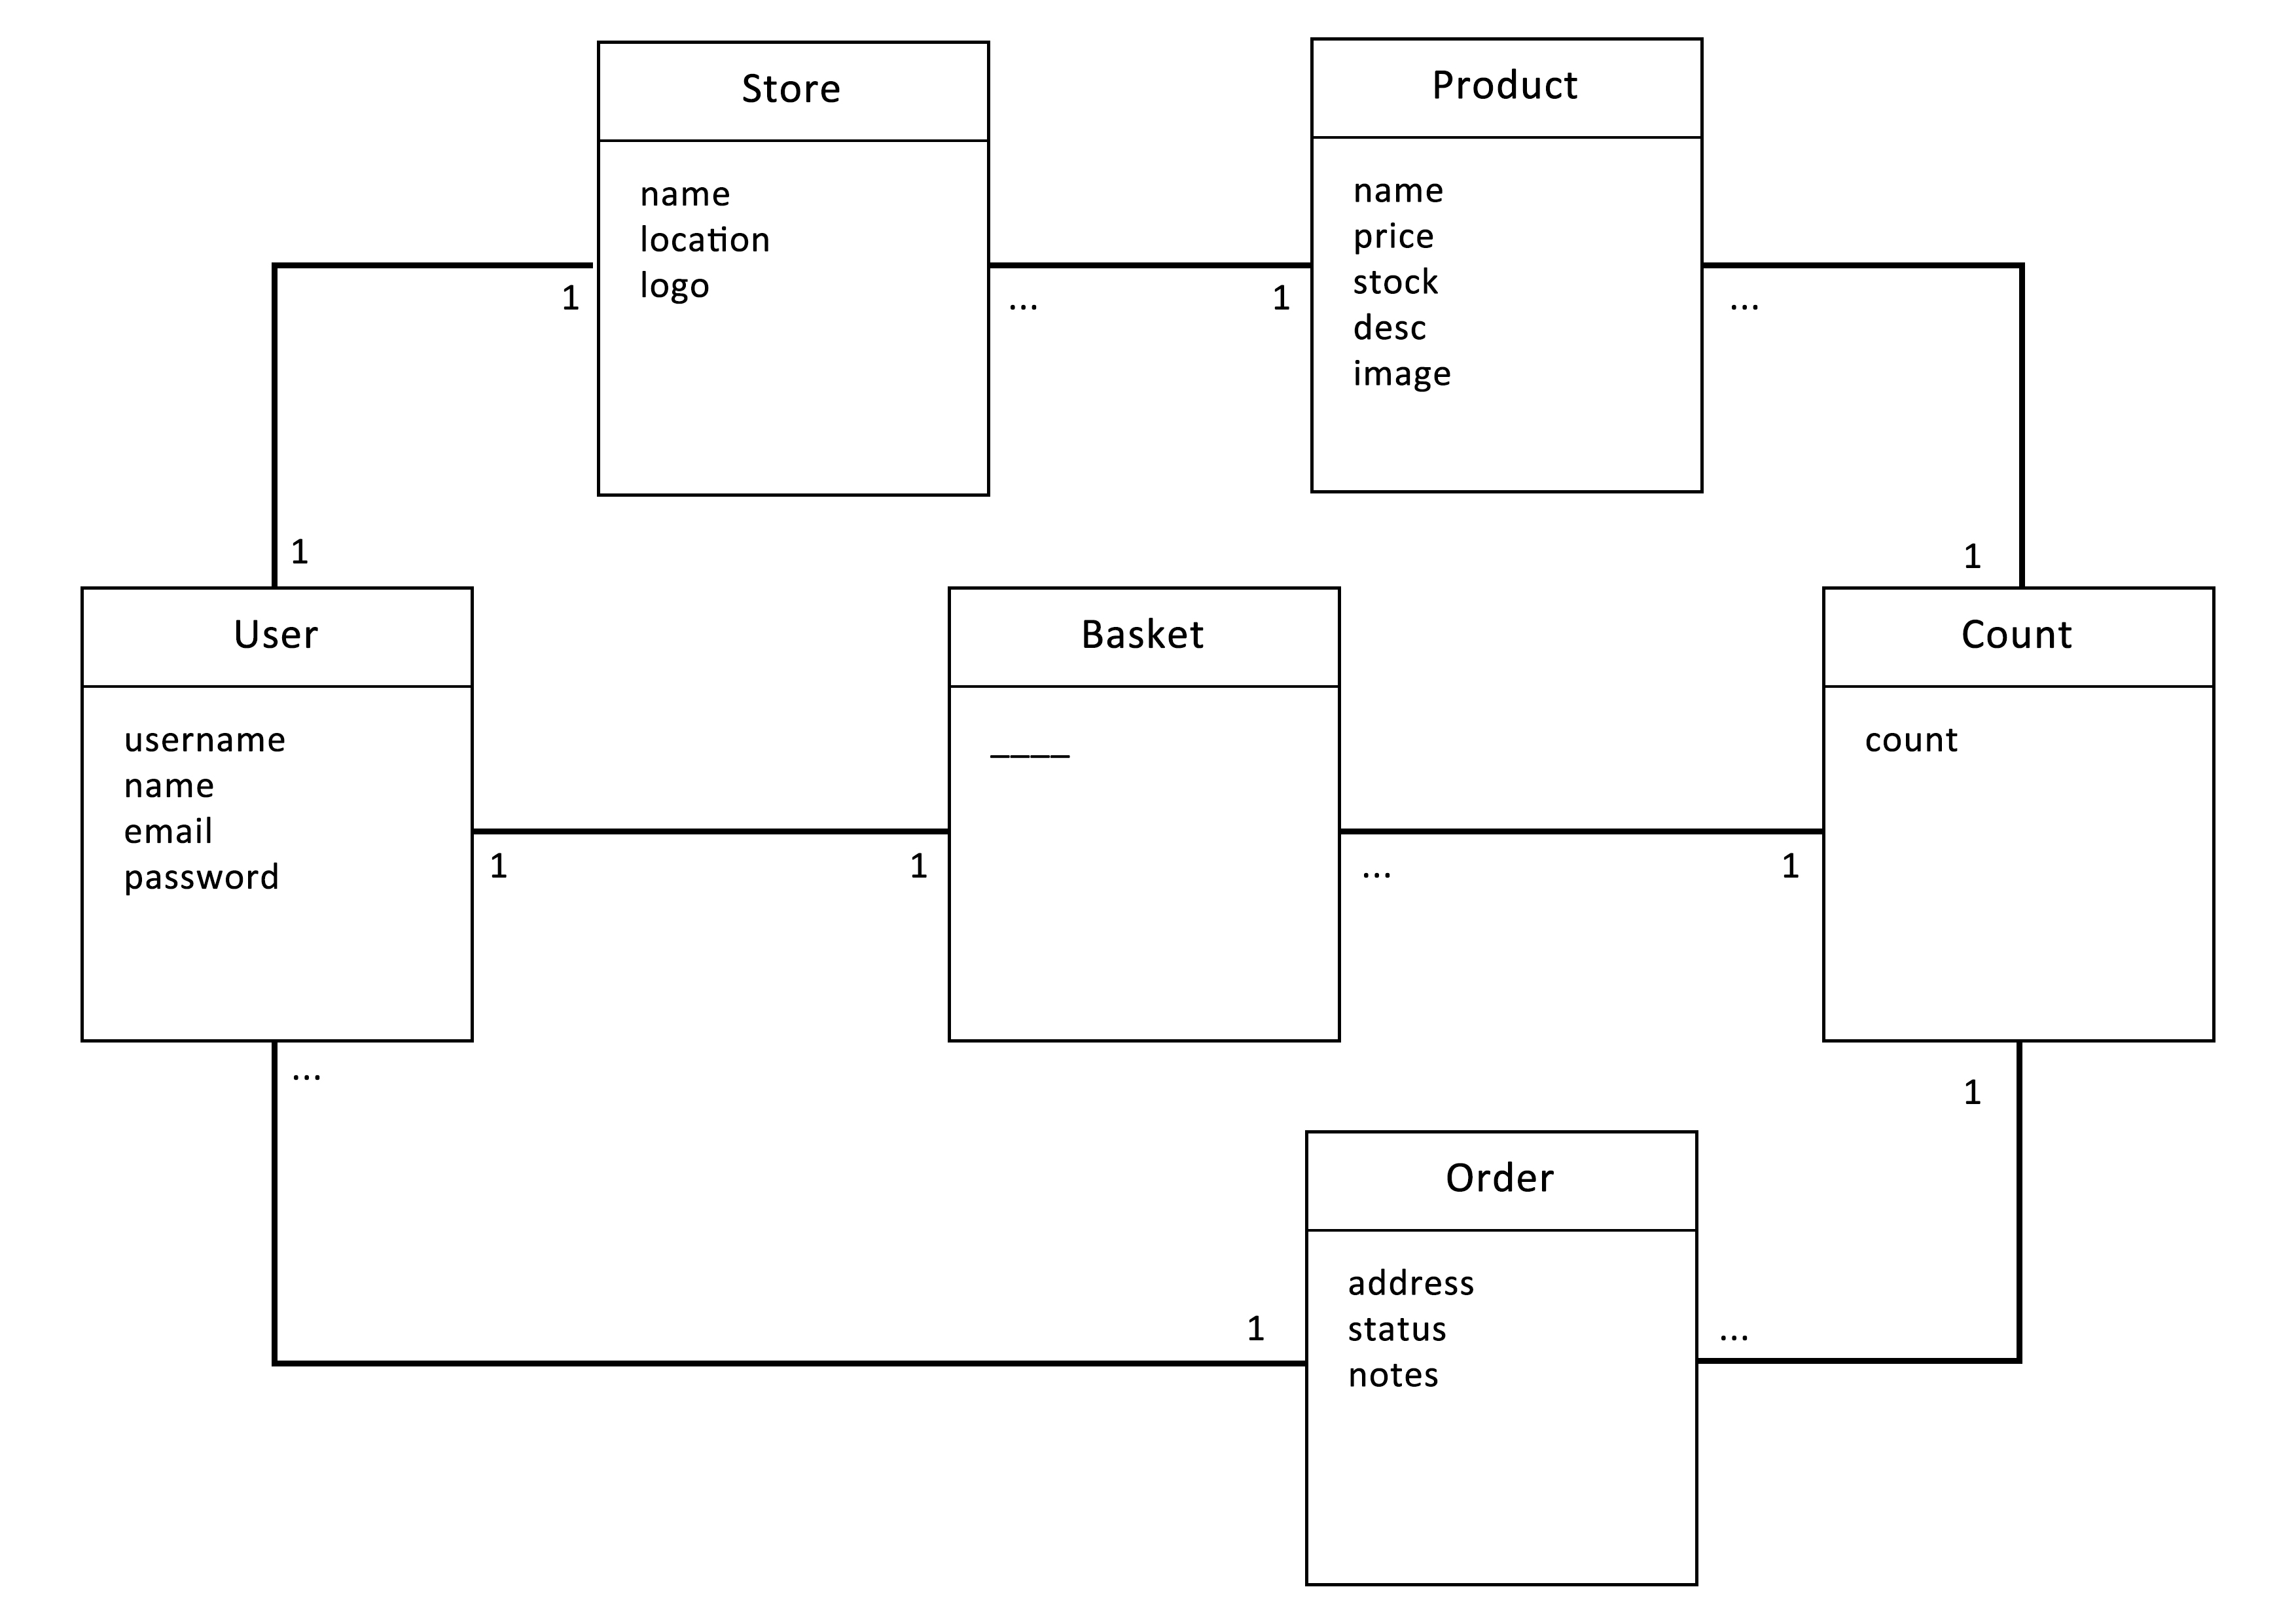 Store
name
location
logo
Product
name
price
stock
desc
image
1
...
1
...
1
1
User
username
name
email
password
Basket
____
Count
count
1
1
...
1
...
1
Order
address
status
notes
1
...